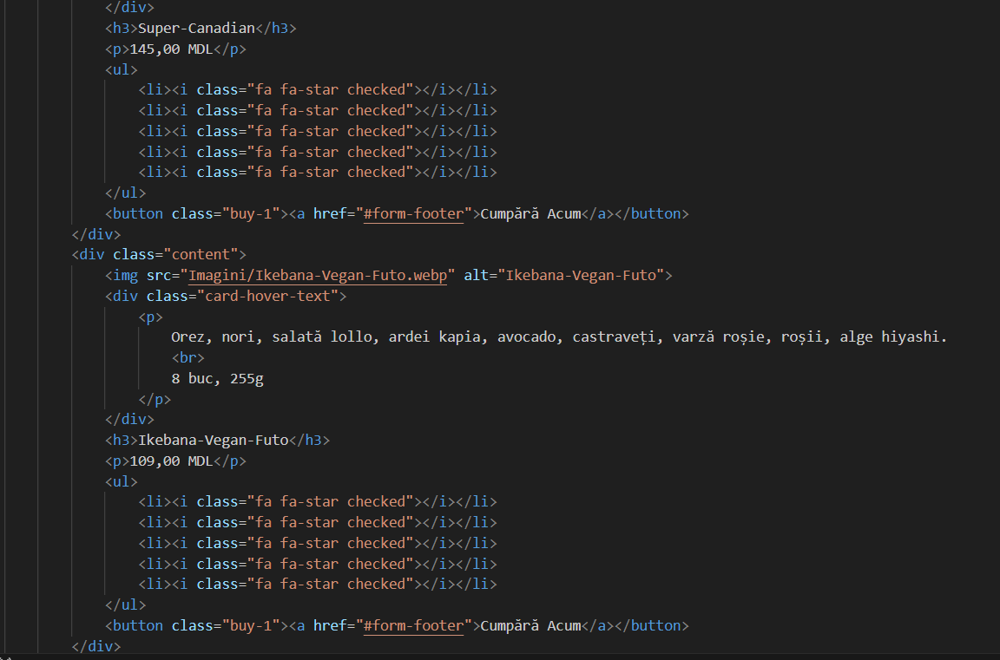 </div>
<h3>Super-Canadian</h3>
<p>145,00 MDL</p>
<ul>
<li><i class="fa fa-star checked"></i></li>
<li><i class="fa fa-star checked"></i></li>
<li><i class="fa fa-star checked"></i></li>
<li><i class="fa fa-star checked"></i></li>
<li><i class="fa fa-star checked"></i></li>
</ul>
<button class="buy-1"><a href="#form-footer">Cumpără Acum</a></button>
</div>
<div class="content">
<img src="Imagini/Ikebana-Vegan-Futo.webp" alt="Ikebana-Vegan-Futo">
<div class="card-hover-text">
<p>
Orez, nori, salată lollo, ardei kapia, avocado, castraveți, varză roșie, roșii, alge hiyashi.
<br>
8 buc, 255g
</p>
</div>
<h3>Ikebana-Vegan-Futo</h3>
<p>109,00 MDL</p>
<ul>
<li><i class="fa fa-star checked"></i></li>
<li><i class="fa fa-star checked"></i></li>
<li><i class="fa fa-star checked"></i></li>
<li><i class="fa fa-star checked"></i></li>
<li><i class="fa fa-star checked"></i></li>
</ul>
<button class="buy-1"><a href="#form-footer">Cumpără Acum</a></button>
</div>